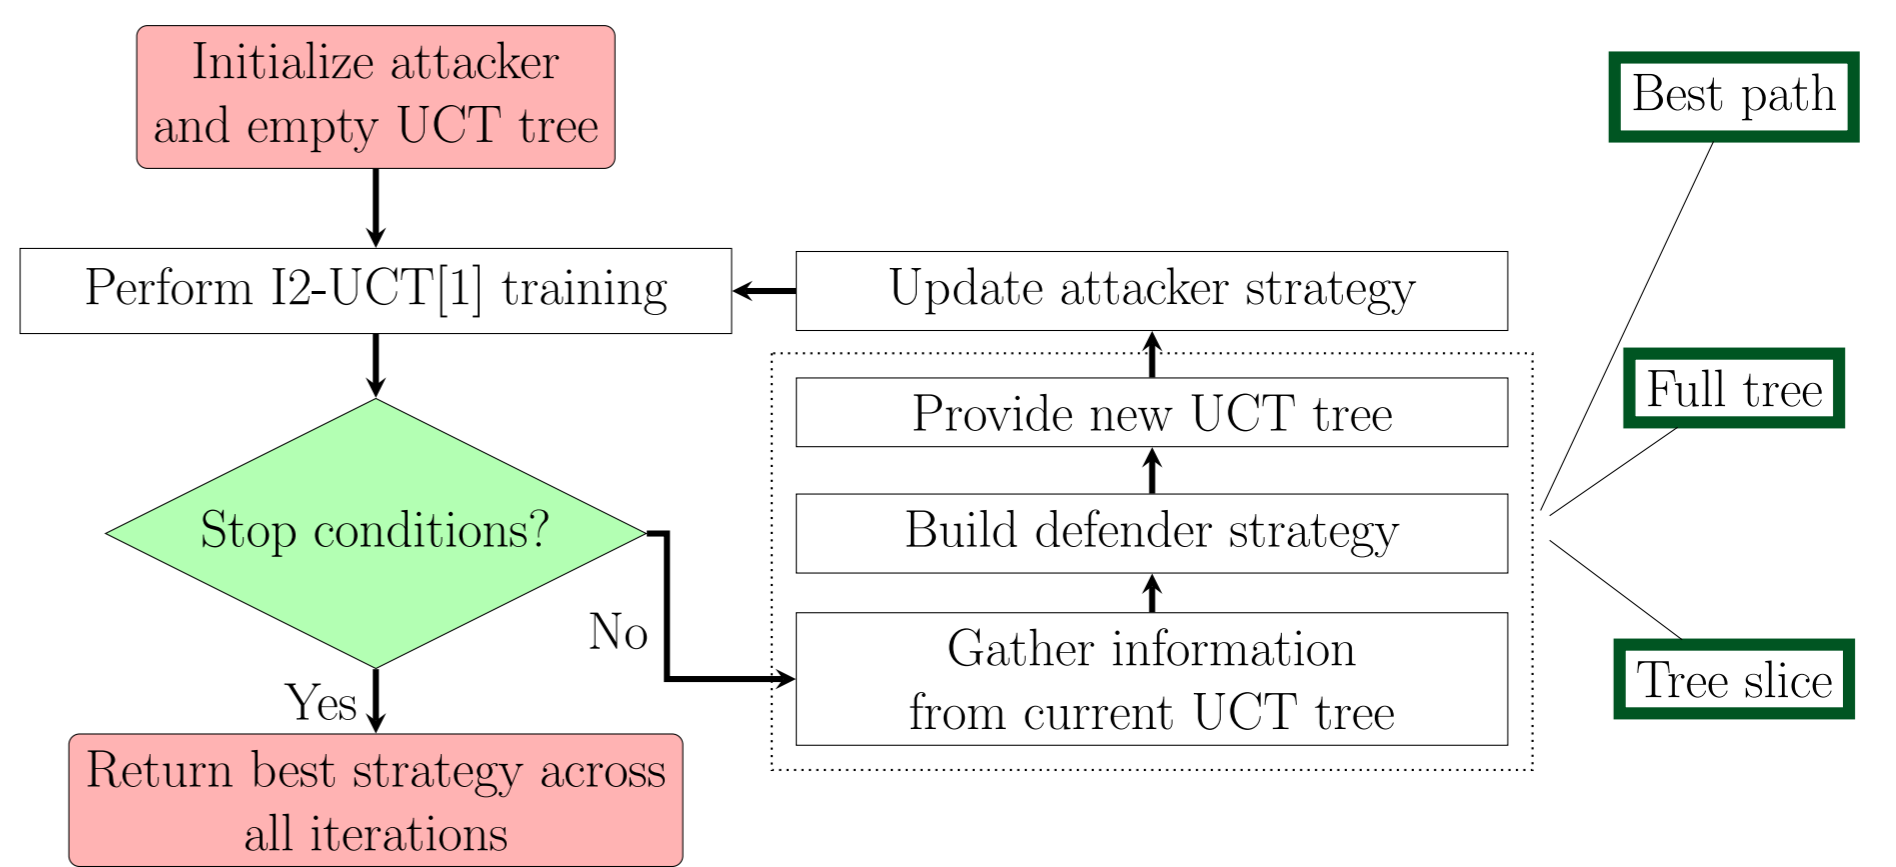 Initialize attacker
and empty UCT tree
Perform I2-UCT[1] training
Stop conditions?
No
Yes
Return best strategy across
all iterations
Update attacker strategy
Provide new UCT tree
Build defender strategy
Gather information
from current UCT tree
Best path
Full tree
Tree slice